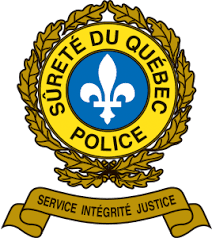 SÛRETÉ DU QUÉBEC
POLICE
SERVICE INTÉGRITÉ JUSTICE